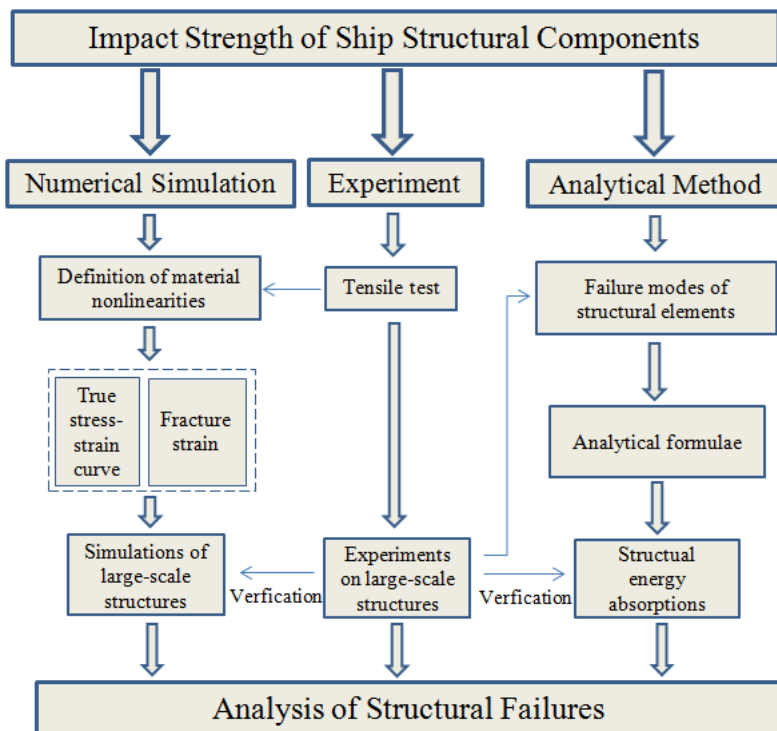 Impact Strength of Ship Structural Components
Numerical Simulation
Experiment
Analytical Method
Definition of material
nonlinearities
Tensile test
Failure modes of
structural elements
True
stress-
strain
curve
Fracture
strain
Analytical formulae
Simulations of
large-scale
structures
Verfication
Experiments
on large-scale
structures
Verfication
Structual
energy
absorptions
Analysis of Structural Failures